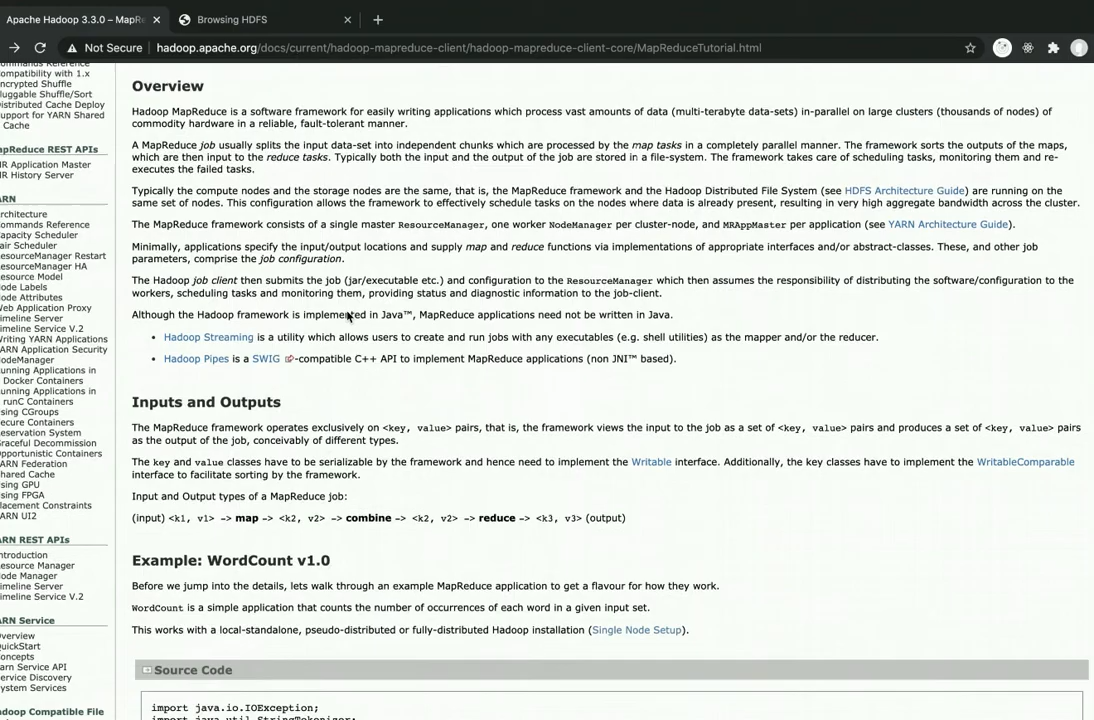 Apache Hadoop 3.3.0 – MapRe
Browsing HDFS
Not Secure
hadoop.apache.org/docs/current/hadoop-mapreduce-client/hadoop-mapreduce-client-core/MapReduceTutorial.html
ommands Reference
ompatibility with 1.x
ncrypted Shuffle
luggable Shuffle/Sort
istributed Cache Deploy
upport for YARN Shared
Cache
apReduce REST APIs
R Application Master
R History Server
ARN
rchitecture
ommands Reference
apacity Scheduler
air Scheduler
esourceManager Restart
esourceManager HA
esource Model
ode Labels
ode Attributes
Web Application Proxy
imeline Server
imeline Service V.2
Writing YARN Applications
ARN Application Security
odeManager
unning Applications in
Docker Containers
unning Applications in
runC Containers
sing CGroups
ecure Containers
eservation System
raceful Decommission
pportunistic Containers
ARN Federation
hared Cache
sing GPU
sing FPGA
lacement Constraints
ARN UI2
ARN REST APIs
ntroduction
esource Manager
ode Manager
imeline Server
imeline Service V.2
ARN Service
verview
uickStart
oncepts
arn Service API
ervice Discovery
ystem Services
adoop Compatible File
Overview
Hadoop MapReduce is a software framework for easily writing applications which process vast amounts of data (multi-terabyte data-sets) in-parallel on large clusters (thousands of nodes) of
commodity hardware in a reliable, fault-tolerant manner.
A MapReduce job usually splits the input data-set into independent chunks which are processed by the map tasks in a completely parallel manner. The framework sorts the outputs of the maps,
which are then input to the reduce tasks. Typically both the input and the output of the job are stored in a file-system. The framework takes care of scheduling tasks, monitoring them and re-
executes the failed tasks.
Typically the compute nodes and the storage nodes are the same, that is, the MapReduce framework and the Hadoop Distributed File System (see HDFS Architecture Guide) are running on the
same set of nodes. This configuration allows the framework to effectively schedule tasks on the nodes where data is already present, resulting in very high aggregate bandwidth across the cluster.
The MapReduce framework consists of a single master ResourceManager, one worker NodeManager per cluster-node, and MRAppMaster per application (see YARN Architecture Guide).
Minimally, applications specify the input/output locations and supply map and reduce functions via implementations of appropriate interfaces and/or abstract-classes. These, and other job
parameters, comprise the job configuration.
The Hadoop job client then submits the job (jar/executable etc.) and configuration to the ResourceManager which then assumes the responsibility of distributing the software/configuration to the
workers, scheduling tasks and monitoring them, providing status and diagnostic information to the job-client.
Although the Hadoop framework is implemented in Java™, MapReduce applications need not be written in Java.
• Hadoop Streaming is a utility which allows users to create and run jobs with any executables (e.g. shell utilities) as the mapper and/or the reducer.
• Hadoop Pipes is a SWIG -compatible C++ API to implement MapReduce applications (non JNI™ based).
Inputs and Outputs
The MapReduce framework operates exclusively on <key, value> pairs, that is, the framework views the input to the job as a set of <key, value> pairs and produces a set of <key, value> pairs
as the output of the job, conceivably of different types.
The key and value classes have to be serializable by the framework and hence need to implement the Writable interface. Additionally, the key classes have to implement the WritableComparable
interface to facilitate sorting by the framework.
Input and Output types of a MapReduce job:
(input) <k1, v1> -> map -> <k2, v2> -> combine -> <k2, v2> -> reduce -> <k3, v3> (output)
Example: WordCount v1.0
Before we jump into the details, lets walk through an example MapReduce application to get a flavour for how they work.
WordCount is a simple application that counts the number of occurrences of each word in a given input set.
This works with a local-standalone, pseudo-distributed or fully-distributed Hadoop installation (Single Node Setup).
Source Code
import java.io.IOException;
import java.util.StringTokenizer;